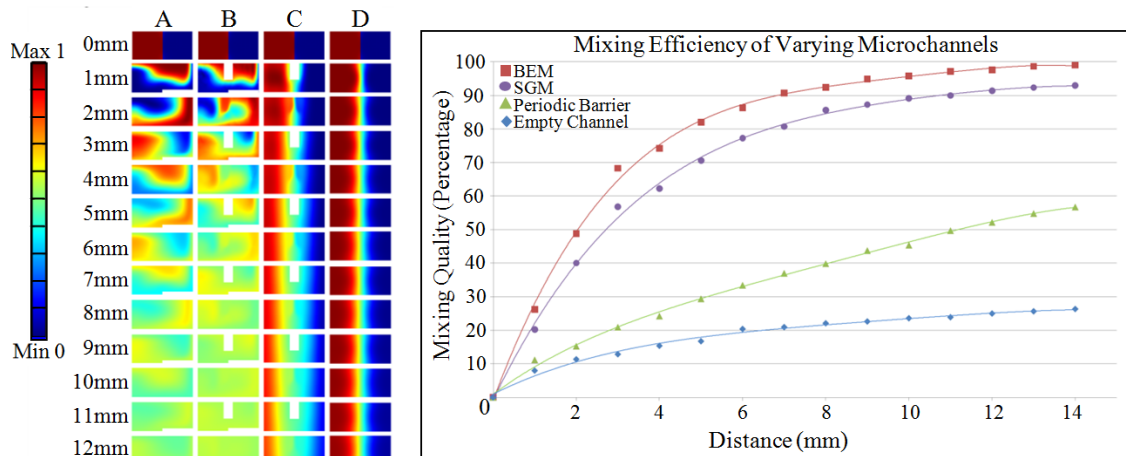 A B C D
Max 1
Min 0
0mm
1mm
2mm
3mm
4mm
5mm
6mm
7mm
8mm
9mm
10mm
11mm
12mm
Mixing Efficiency of Varying Microchannels
BEM
SGM
Periodic Barrier
Empty Channel
Mixing Quality (Percentage)
100
90
80
70
60
50
40
30
20
10
0
2 4 6 8 10 12 14
Distance (mm)